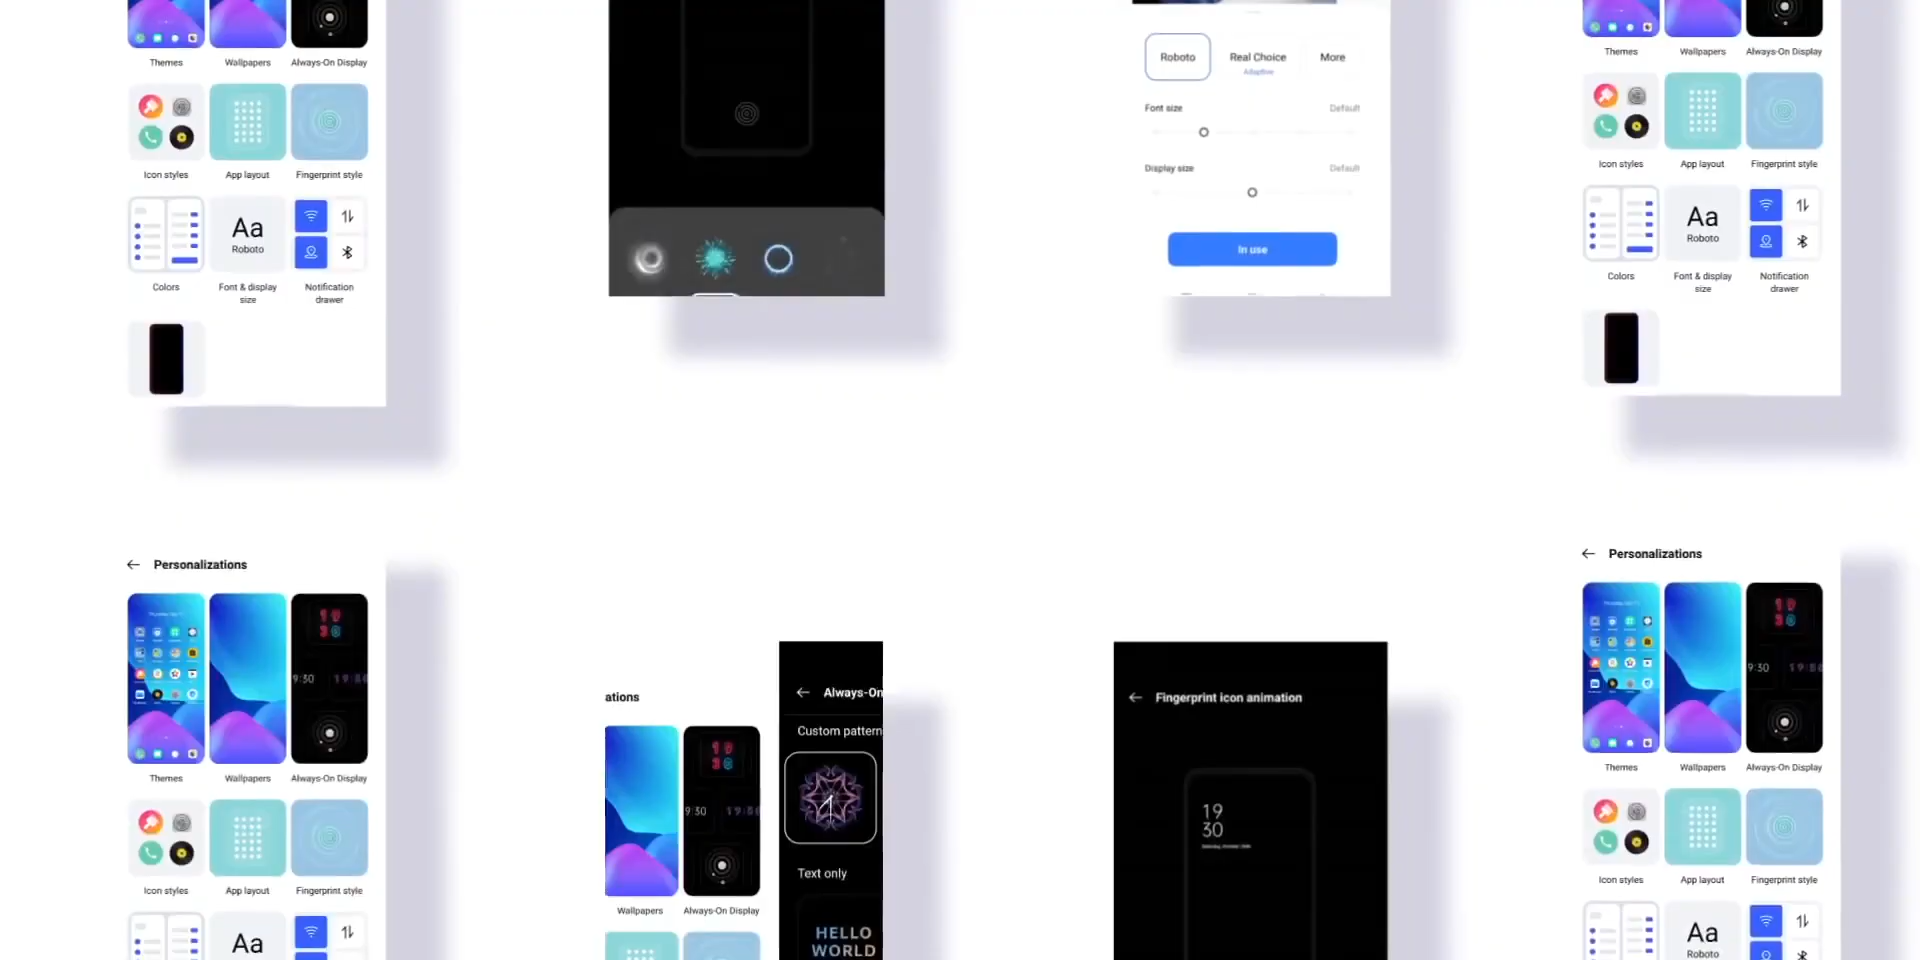 Themes
Wallpapers
Always-On Display
Icon styles
App layout
Fingerprint style
Aa
Roboto
Colors
Font & display
size
Notification
drawer
Roboto
Real Choice
Adaptive
More
Font size
Default
Display size
Default
In use
Themes
Wallpapers
Always-On Display
Icon styles
App layout
Fingerprint style
Aa
Roboto
Colors
Font & display
size
Notification
drawer
Personalizations
9:30
Themes
Wallpapers
Always-On Display
Icon styles
App layout
Fingerprint style
Aa
ations
9:30
Wallpapers
Always-On Display
Always-On
Custom pattern
Text only
HELLO
WORLD
Fingerprint icon animation
19
30
Personalizations
9:30
Themes
Wallpapers
Always-On Display
Icon styles
App layout
Fingerprint style
Aa
Roboto